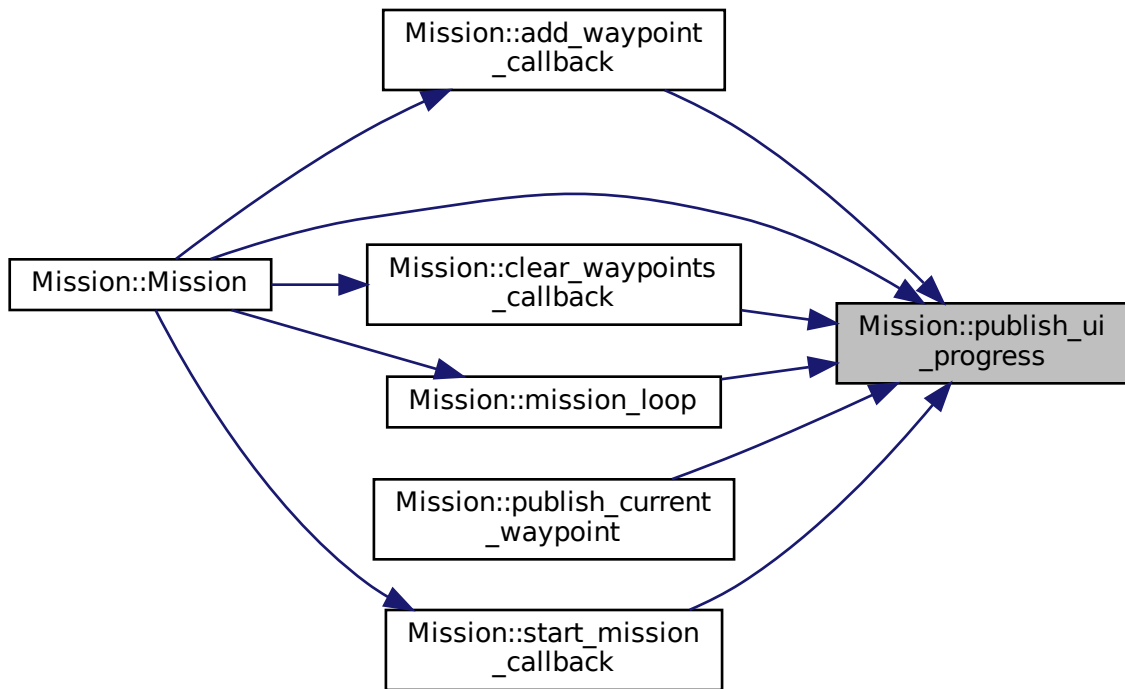 Mission::add_waypoint
_callback
Mission::Mission
Mission::clear_waypoints
_callback
Mission::publish_ui
_progress
Mission::mission_loop
Mission::publish_current
_waypoint
Mission::start_mission
_callback